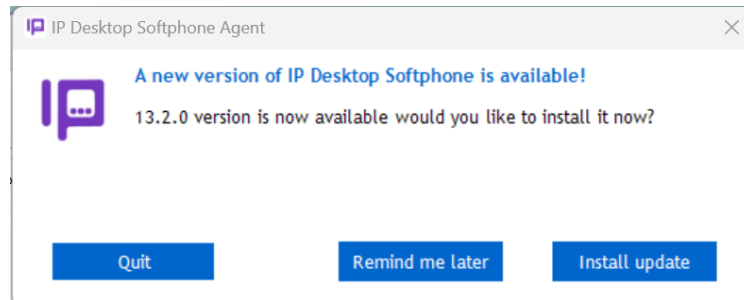 IP Desktop Softphone Agent
A new version of IP Desktop Softphone is available!
13.2.0 version is now available would you like to install it now?
Quit
Remind me later
Install update